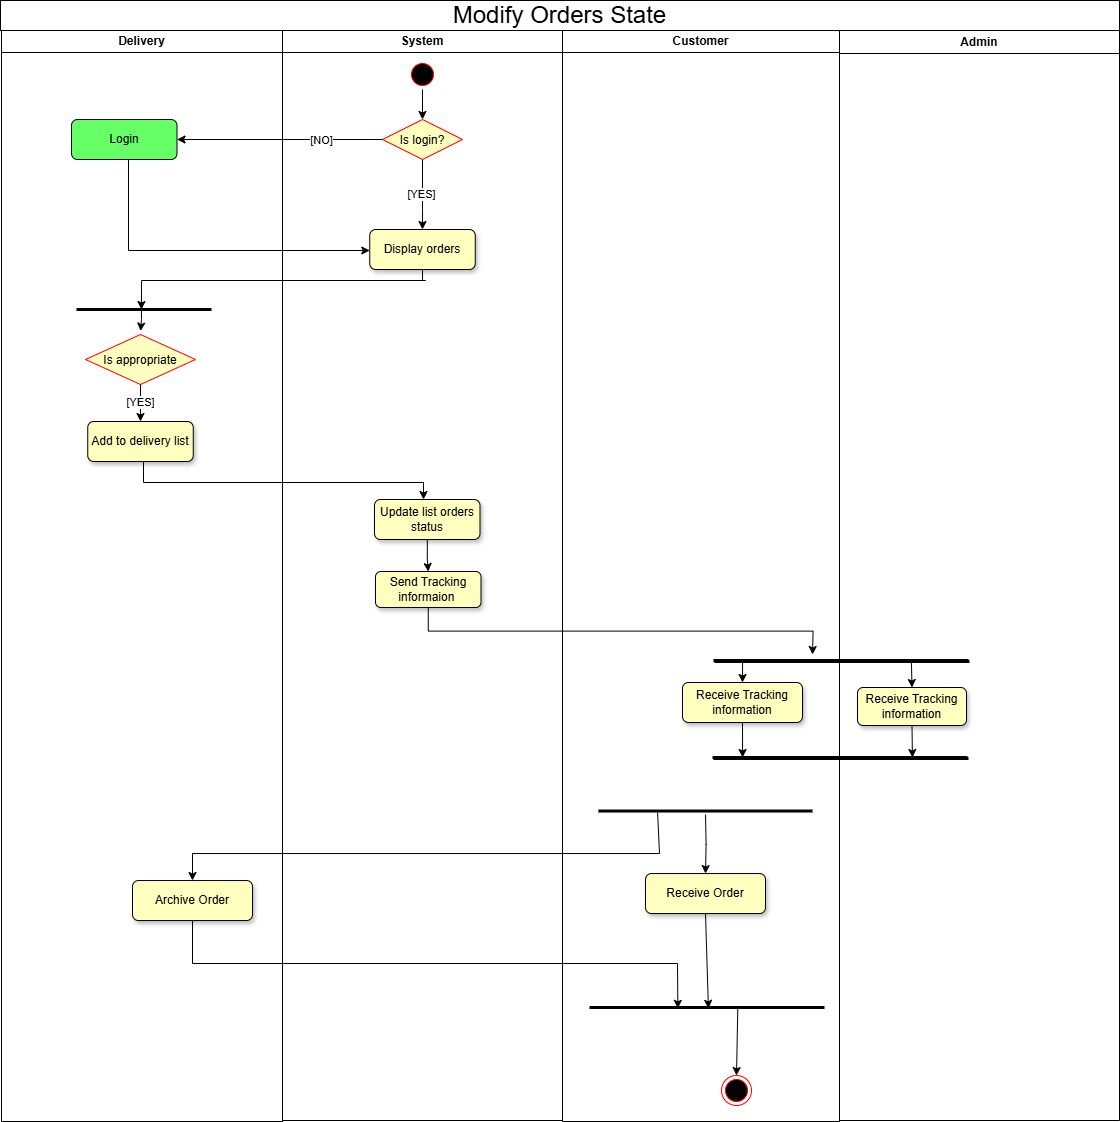 Modify Orders State
Delivery
System
Customer
Admin
Login
[NO]
Is login?
[YES]
Display orders
Is appropriate
[YES]
Add to delivery list
Update list orders
status
Send Tracking
informaion
Receive Tracking
information
Receive Tracking
information
Archive Order
Receive Order